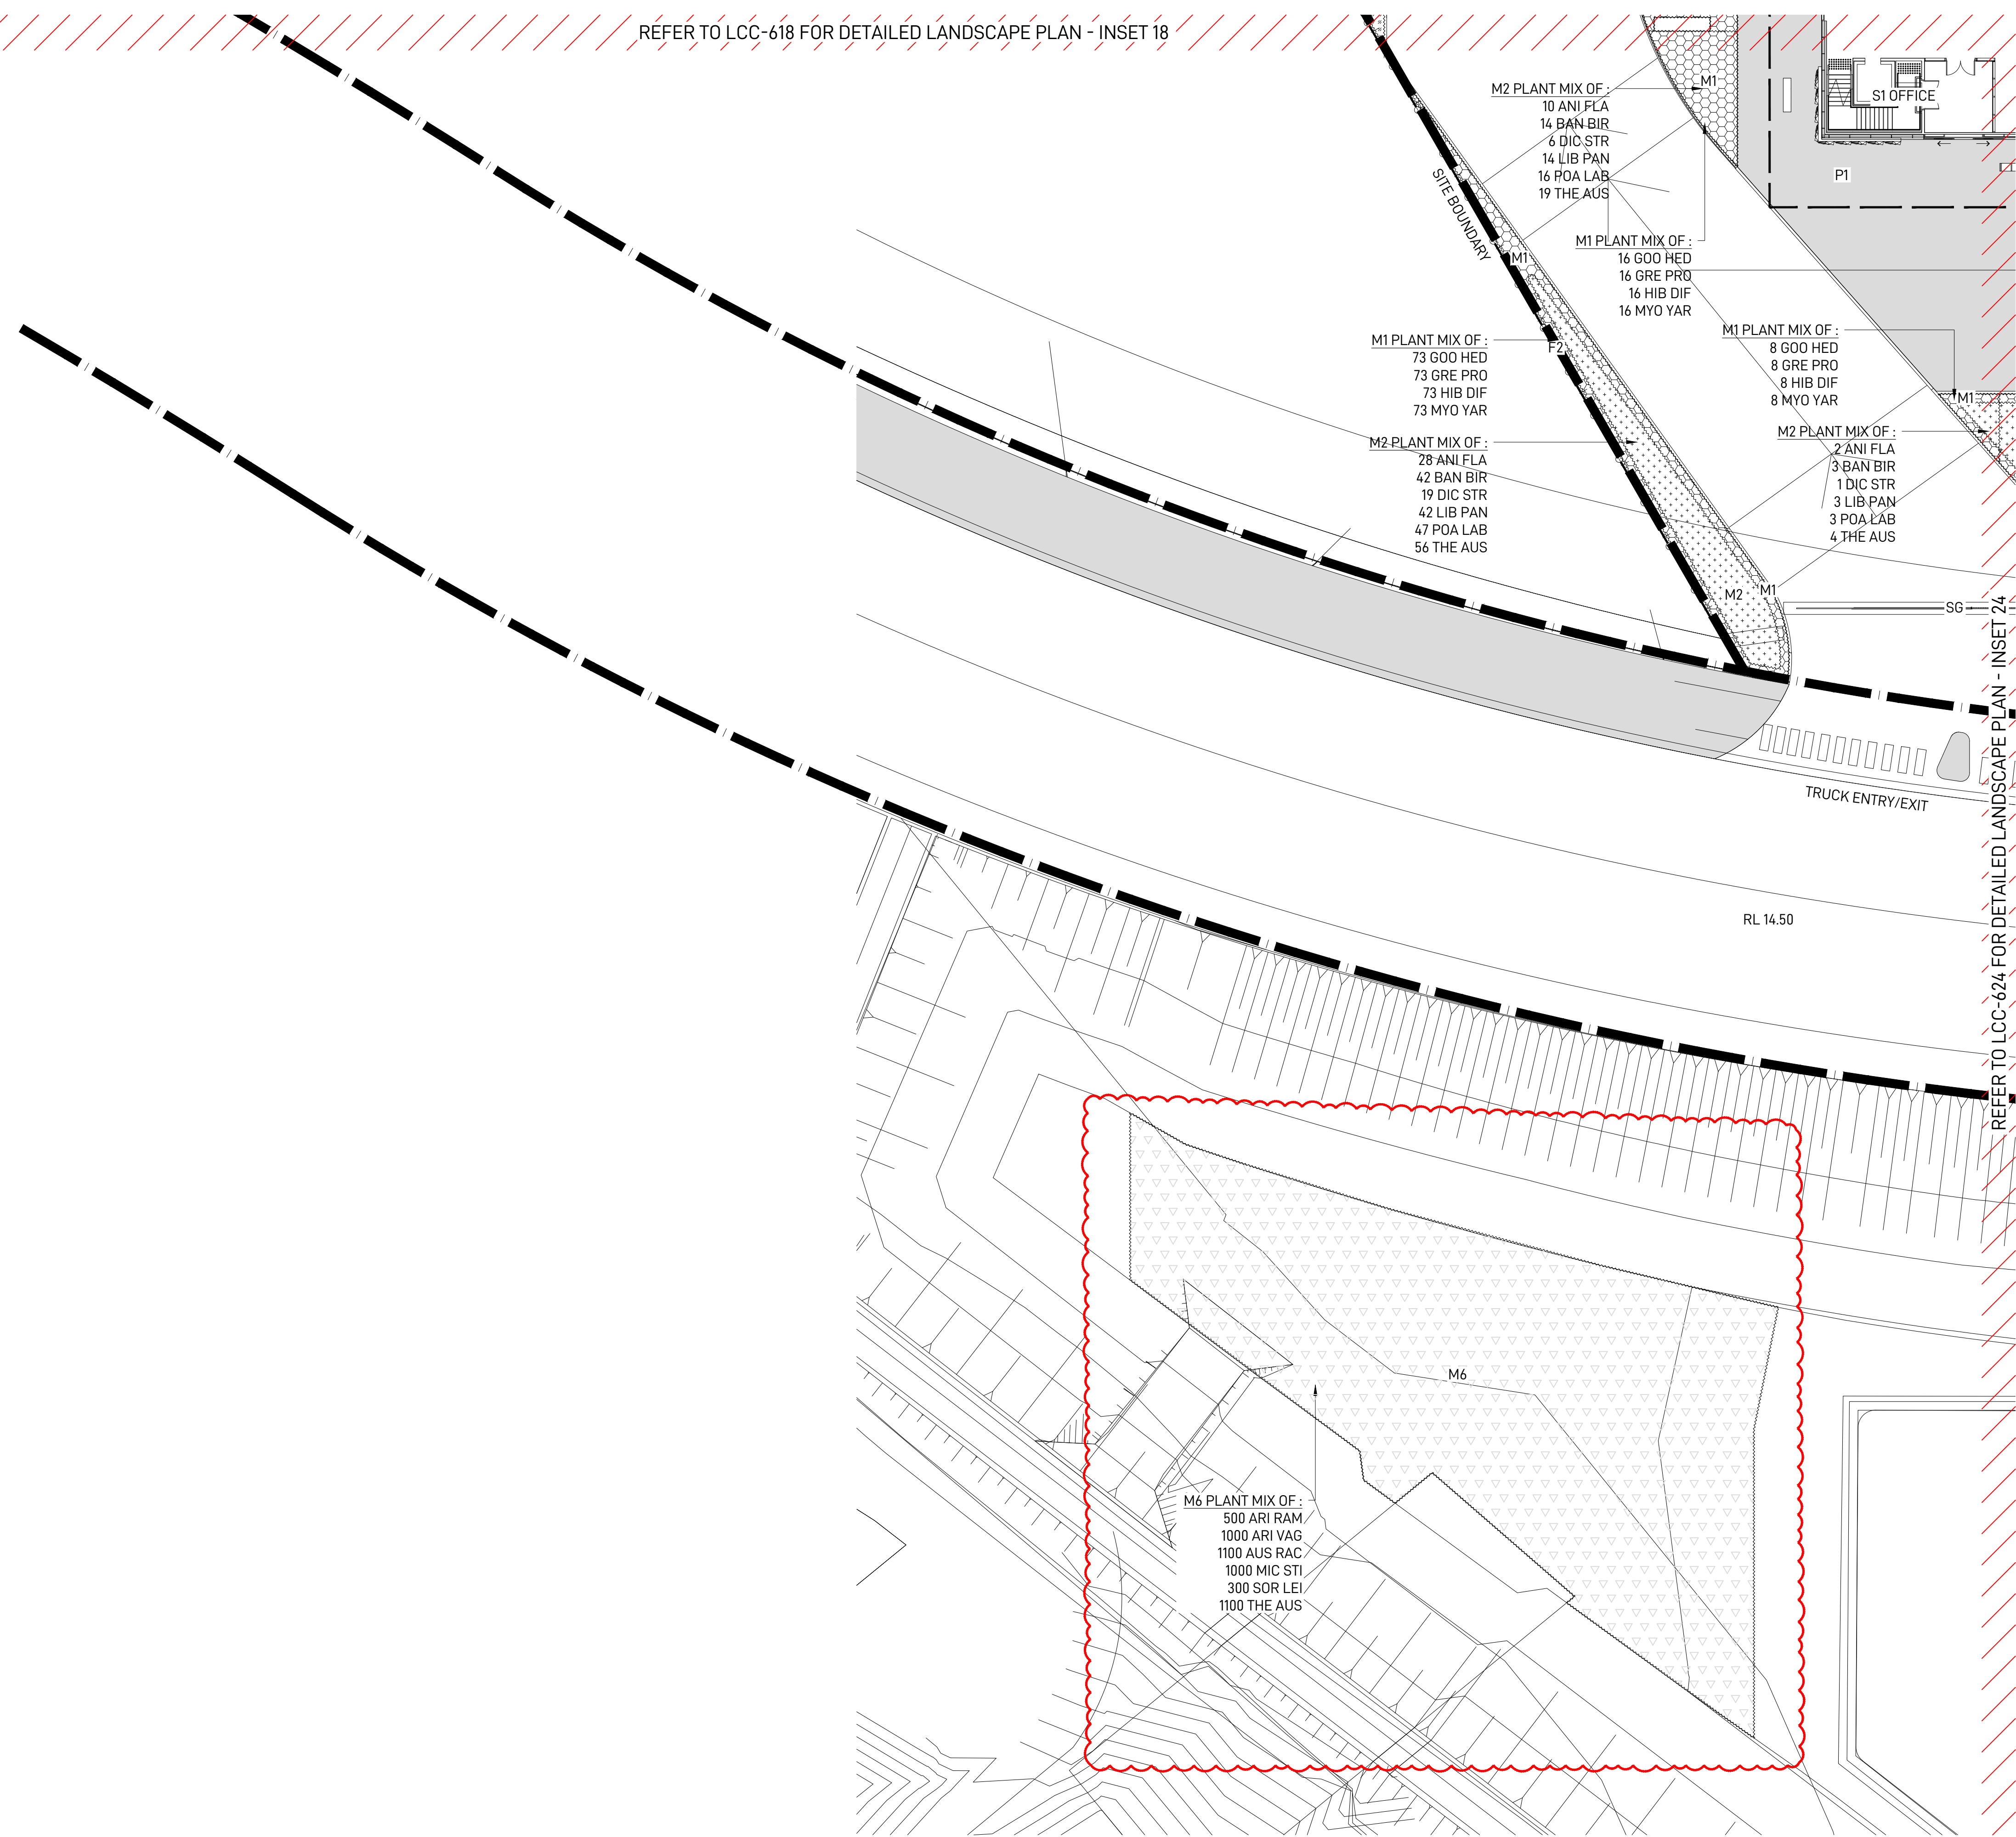 REFER TO LCC-618 FOR DETAILED LANDSCAPE PLAN - INSET 18
M2 PLANT MIX OF :
10 ANI FLA
14 BAN BIR
6 DIC STR
14 LIB PAN
16 POA LAB
19 THE AUS
M1
S1 OFFICE
P1
SITE BOUNDARY
M1
M1 PLANT MIX OF :
16 GOO HED
16 GRE PRO
16 HIB DIF
16 MYO YAR
M1 PLANT MIX OF :
73 GOO HED
73 GRE PRO
73 HIB DIF
73 MYO YAR
F2
M1 PLANT MIX OF :
8 GOO HED
8 GRE PRO
8 HIB DIF
8 MYO YAR
M1
M2 PLANT MIX OF :
28 ANI FLA
42 BAN BIR
19 DIC STR
42 LIB PAN
47 POA LAB
56 THE AUS
M2 PLANT MIX OF :
2 ANI FLA
3 BAN BIR
1 DIC STR
3 LIB PAN
3 POA LAB
4 THE AUS
M2
M1
SG
REFER TO LCC-624 FOR DETAILED LANDSCAPE PLAN - INSET 24
TRUCK ENTRY/EXIT
RL 14.50
M6
M6 PLANT MIX OF :
500 ARI RAM
1000 ARI VAG
1100 AUS RAC
1000 MIC STI
300 SOR LEI
1100 THE AUS